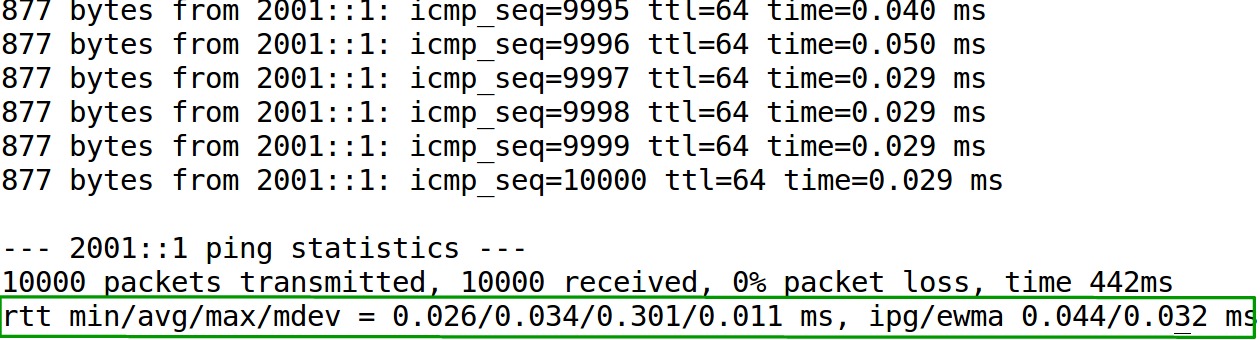 877 bytes from 2001::1: icmp_seq=9995 ttl=64 time=0.040 ms
877 bytes from 2001::1: icmp_seq=9996 ttl=64 time=0.050 ms
877 bytes from 2001::1: icmp_seq=9997 ttl=64 time=0.029 ms
877 bytes from 2001::1: icmp_seq=9998 ttl=64 time=0.029 ms
877 bytes from 2001::1: icmp_seq=9999 ttl=64 time=0.029 ms
877 bytes from 2001::1: icmp_seq=10000 ttl=64 time=0.029 ms
--- 2001::1 ping statistics ---
10000 packets transmitted, 10000 received, 0% packet loss, time 442ms
rtt min/avg/max/mdev = 0.026/0.034/0.301/0.011 ms, ipg/ewma 0.044/0.032 ms